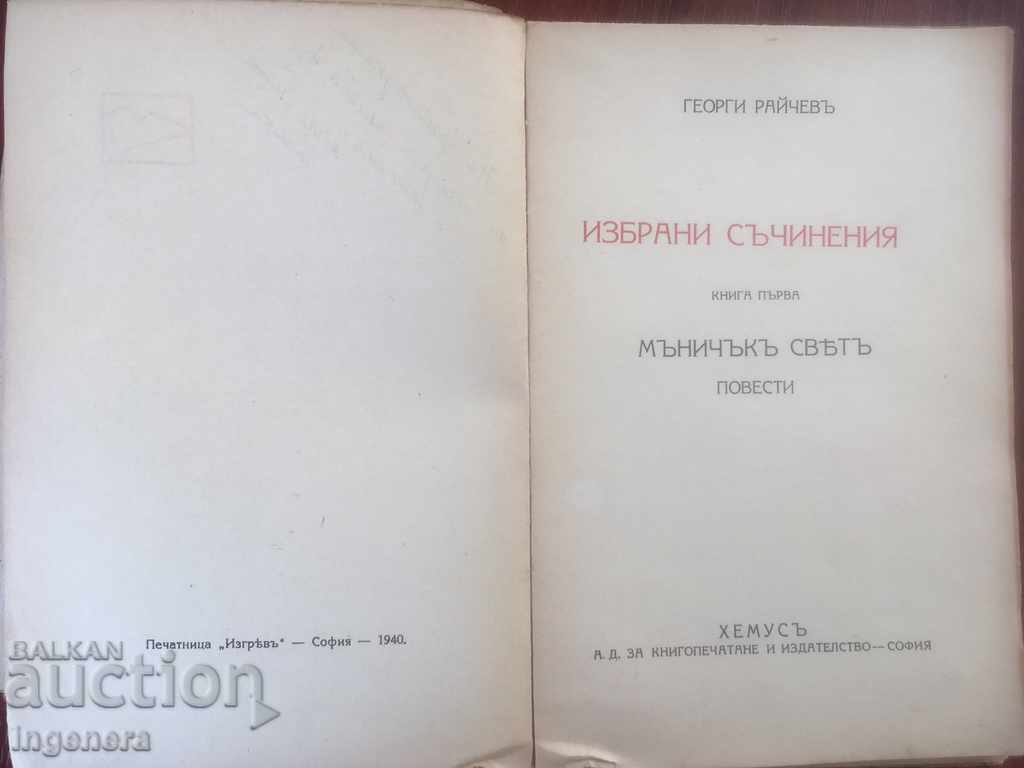 Печатница „Изгрѣвъ“ — София — 1940.
BALKAN
auction
ingenera
ГЕОРГИ РАЙЧЕВЪ
ИЗБРАНИ СЪЧИНЕНИЯ
КНИГА ПЪРВА
МЪНИЧЪКЪ СВѢТЪ
ПОВЕСТИ
ХЕМУСЪ
А. Д. ЗА КНИГОПЕЧАТАНЕ И ИЗДАТЕЛСТВО — СОФИЯ